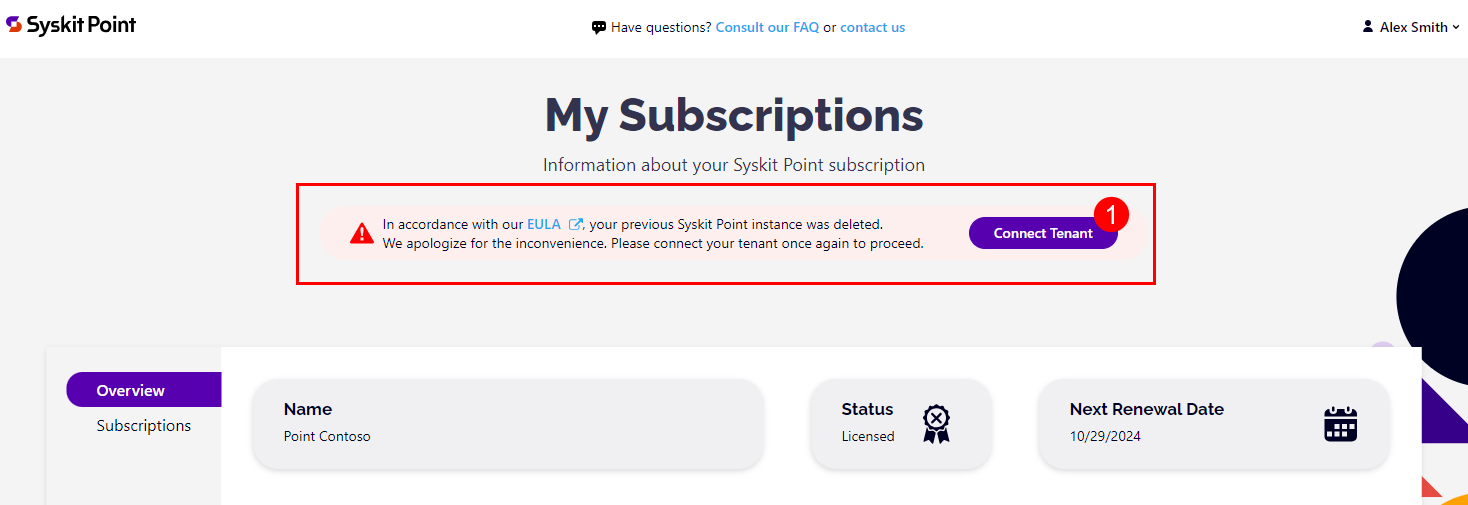 Syskit Point
Have questions? Consult our FAQ or contact us
Alex Smith
My Subscriptions
Information about your Syskit Point subscription
In accordance with our EULA , your previous Syskit Point instance was deleted.
We apologize for the inconvenience. Please connect your tenant once again to proceed.
Connect Tenant
1
Overview
Subscriptions
Name
Point Contoso
Status
Licensed
Next Renewal Date
10/29/2024